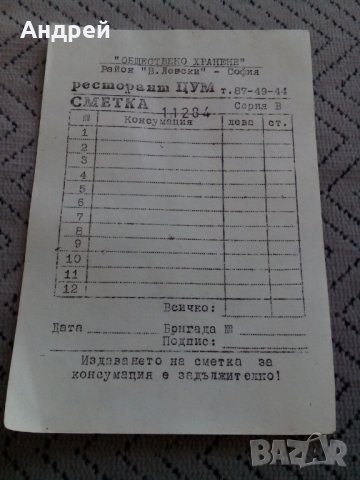 Андрей
"ОБЩЕСТВЕНО ХРАНЕНЕ"
Район "В.Левски" - София
ресторант ЦУМ т.87-49-44
СМЕТКА 11284 Серия В
№ Консумация лева ст.
1
2
3
4
5
6
7
8
9
10
11
12
Всичко:
Дата Бригада №
Подпис:
Издаването на сметка за
консумация е задължително!
BAZAR